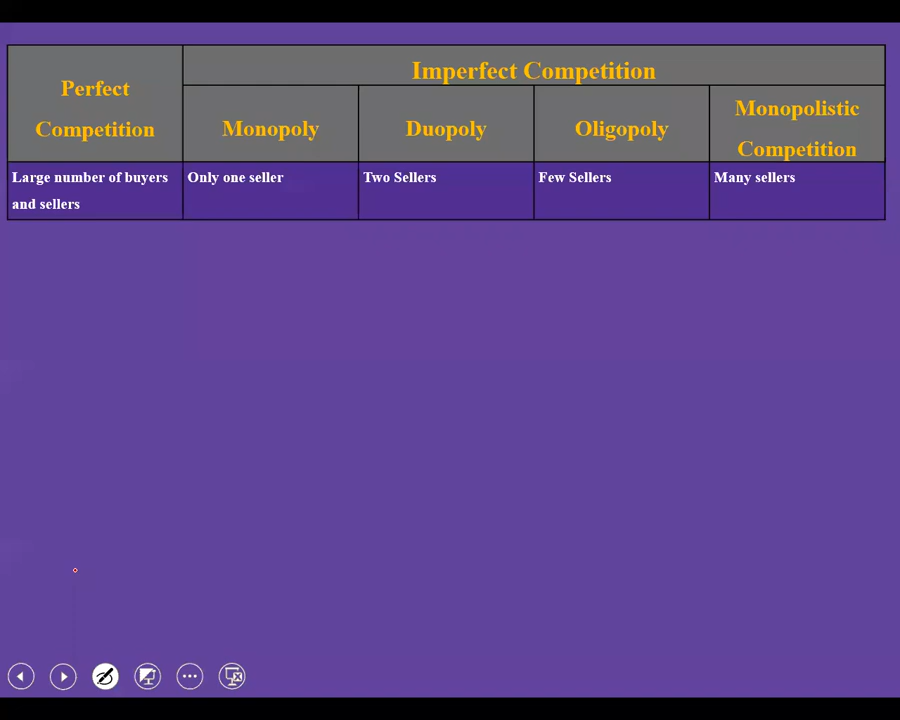 Perfect
Competition
Imperfect Competition
Monopoly
Duopoly
Oligopoly
Monopolistic
Competition
Large number of buyers
and sellers
Only one seller
Two Sellers
Few Sellers
Many sellers